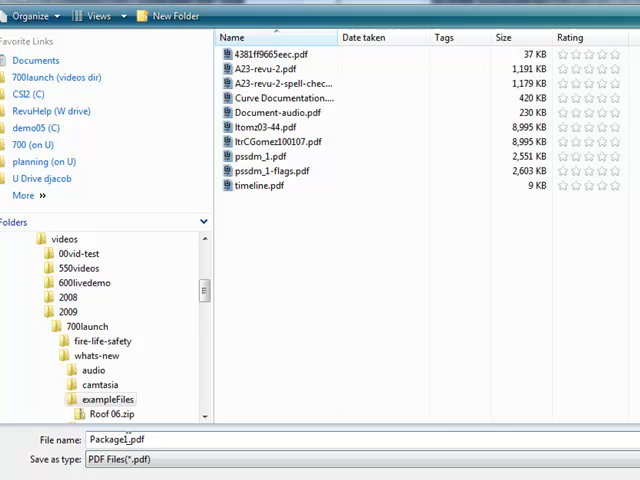 Organize Views New Folder
Favorite Links
Documents
700launch (videos dir)
CSI2 (C)
RevuHelp (W drive)
demo05 (C)
700 (on U)
planning (on U)
U Drive djacob
More »
Folders
videos
00vid-test
550videos
600livedemo
2008
2009
700launch
fire-life-safety
whats-new
audio
camtasia
exampleFiles
Roof 06.zip
Name Date taken Tags Size Rating
4381ff9665eec.pdf 37 KB
A23-revu-2.pdf 1,191 KB
A23-revu-2-spell-chec... 1,179 KB
Curve Documentation.... 420 KB
Document-audio.pdf 230 KB
Itomz03-44.pdf 8,995 KB
ItrCGomez100107.pdf 8,995 KB
pssdm_1.pdf 2,551 KB
pssdm_1-flags.pdf 2,603 KB
timeline.pdf 9 KB
File name: Package1.pdf
Save as type: PDF Files(*.pdf)